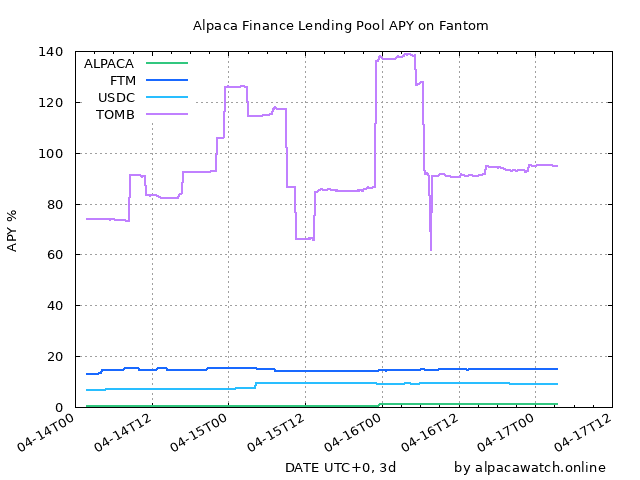 Alpaca Finance Lending Pool APY on Fantom
ALPACA
FTM
USDC
TOMB
140
120
100
80
60
40
20
0
APY %
04-14T00
04-14T12
04-15T00
04-15T12
04-16T00
04-16T12
04-17T00
04-17T12
DATE UTC+0, 3d
by alpacawatch.online